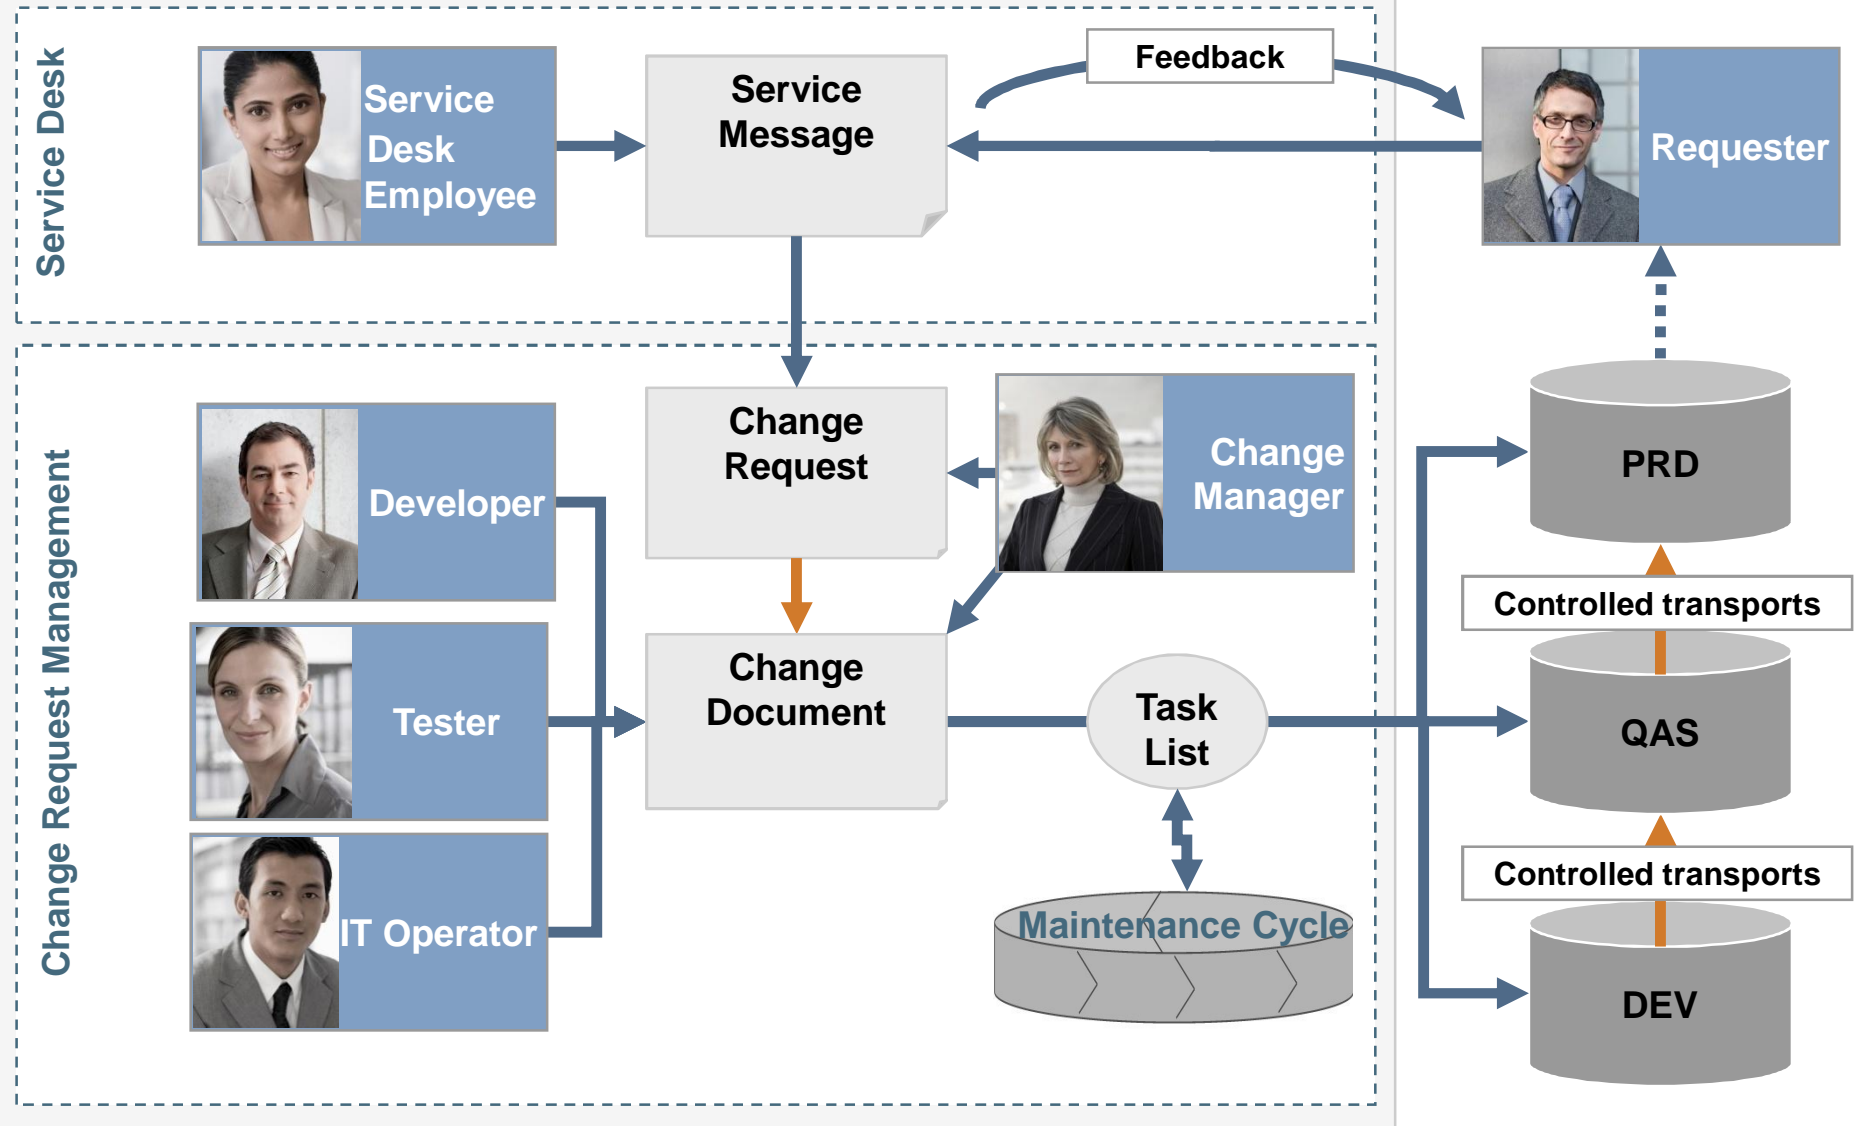 Service Desk
Service
Desk
Employee
Service
Message
Feedback
Requester
Change Request Management
Developer
Tester
IT Operator
Change
Request
Change
Manager
Change
Document
Task
List
Maintenance Cycle
PRD
Controlled transports
QAS
Controlled transports
DEV